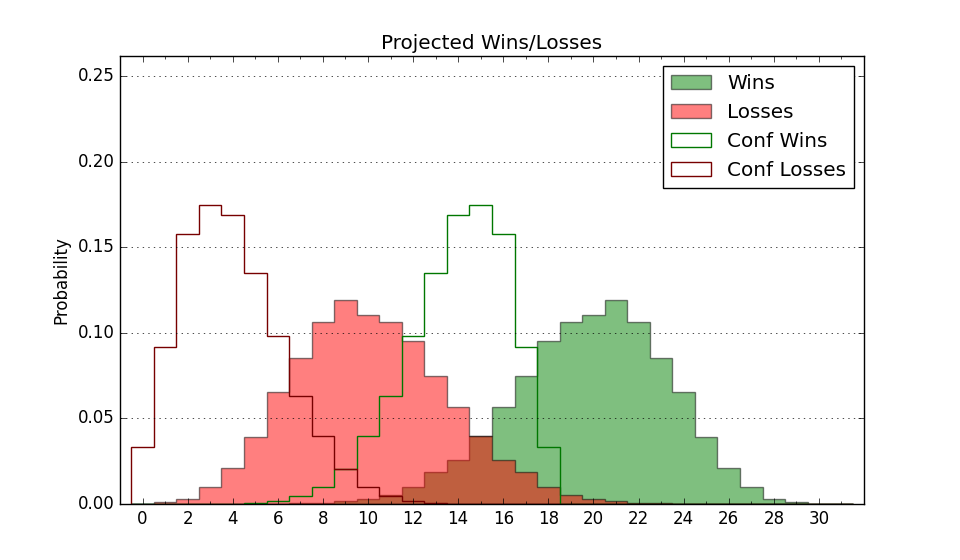 Projected Wins/Losses
0.25
0.20
0.15
0.10
0.05
0.00
Probability
Wins
Losses
Conf Wins
Conf Losses
0 2 4 6 8 10 12 14 16 18 20 22 24 26 28 30